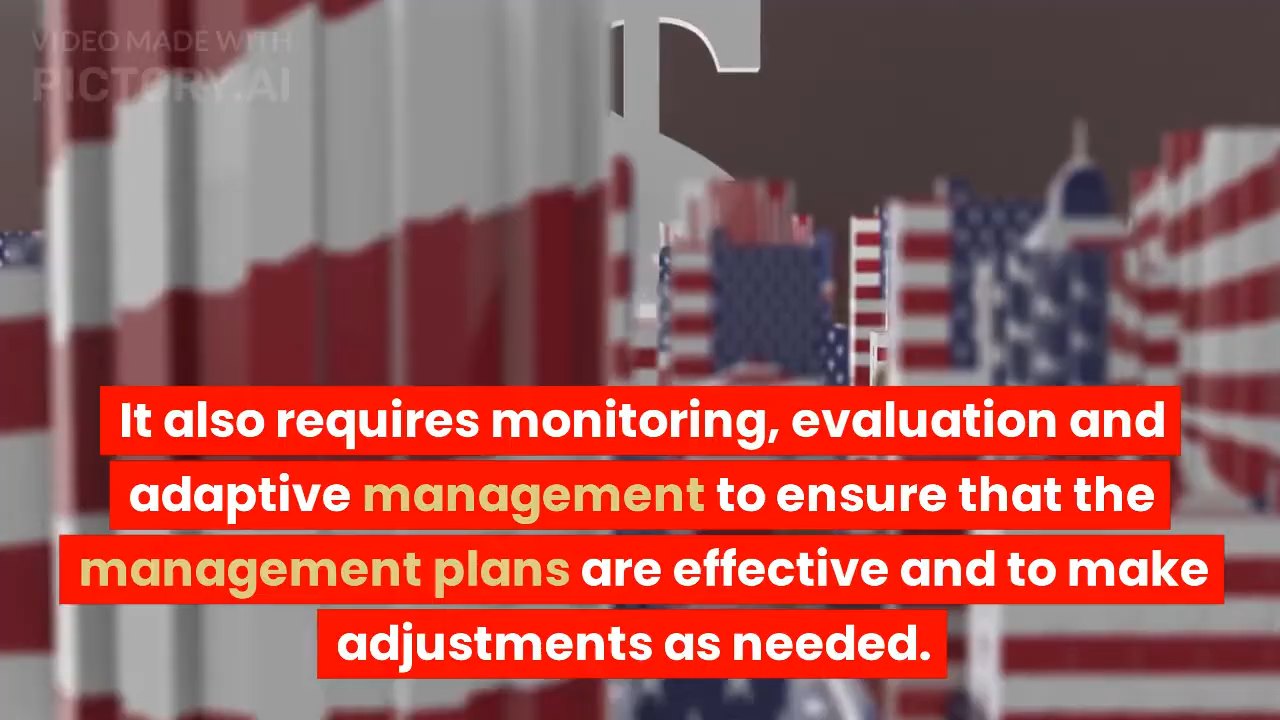 VIDEO MADE WITH
PICTORY.AI
It also requires monitoring, evaluation and
adaptive management to ensure that the
management plans are effective and to make
adjustments as needed.